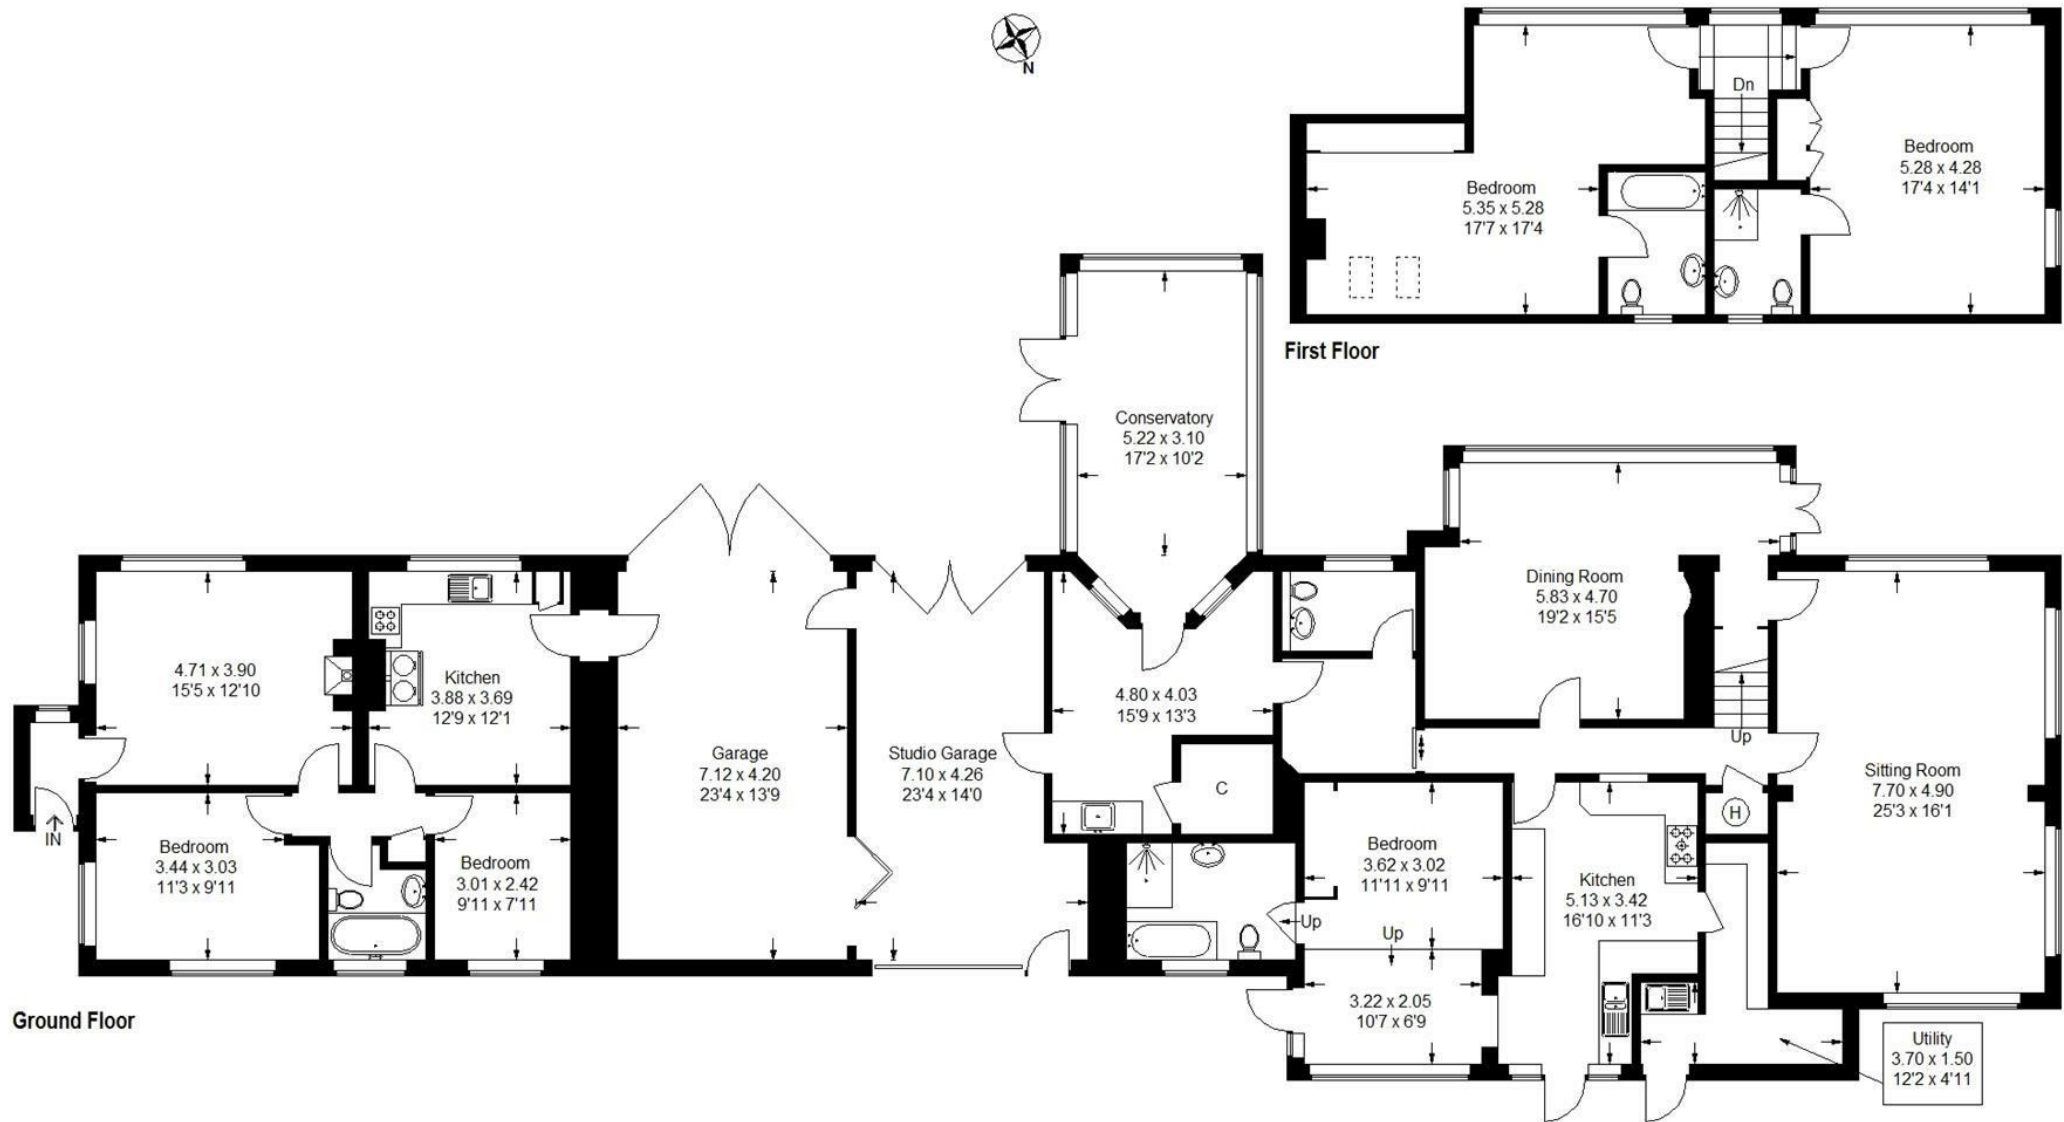 N
Dn
Bedroom
5.35 x 5.28
17'7 x 17'4
Bedroom
5.28 x 4.28
17'4 x 14'1
First Floor
Conservatory
5.22 x 3.10
17'2 x 10'2
Dining Room
5.83 x 4.70
19'2 x 15'5
4.71 x 3.90
15'5 x 12'10
Kitchen
3.88 x 3.69
12'9 x 12'1
Garage
7.12 x 4.20
23'4 x 13'9
Studio Garage
7.10 x 4.26
23'4 x 14'0
4.80 x 4.03
15'9 x 13'3
C
Up
Sitting Room
7.70 x 4.90
25'3 x 16'1
H
IN
Bedroom
3.44 x 3.03
11'3 x 9'11
Bedroom
3.01 x 2.42
9'11 x 7'11
Bedroom
3.62 x 3.02
11'11 x 9'11
Kitchen
5.13 x 3.42
16'10 x 11'3
Up
Up
3.22 x 2.05
10'7 x 6'9
Ground Floor
Utility
3.70 x 1.50
12'2 x 4'11